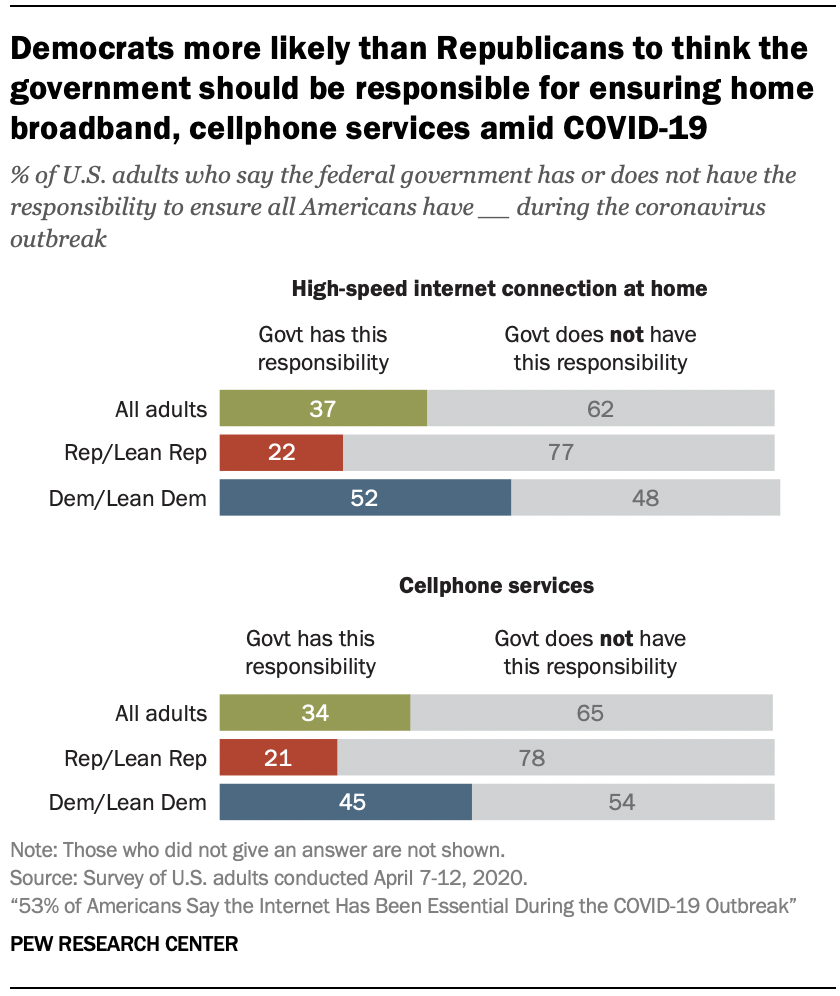 Democrats more likely than Republicans to think the
government should be responsible for ensuring home
broadband, cellphone services amid COVID-19
% of U.S. adults who say the federal government has or does not have the
responsibility to ensure all Americans have __ during the coronavirus
outbreak
High-speed internet connection at home
Govt has this
responsibility
Govt does not have
this responsibility
All adults 37 62
Rep/Lean Rep 22 77
Dem/Lean Dem 52 48
Cellphone services
Govt has this
responsibility
Govt does not have
this responsibility
All adults 34 65
Rep/Lean Rep 21 78
Dem/Lean Dem 45 54
Note: Those who did not give an answer are not shown.
Source: Survey of U.S. adults conducted April 7-12, 2020.
“53% of Americans Say the Internet Has Been Essential During the COVID-19 Outbreak”
PEW RESEARCH CENTER